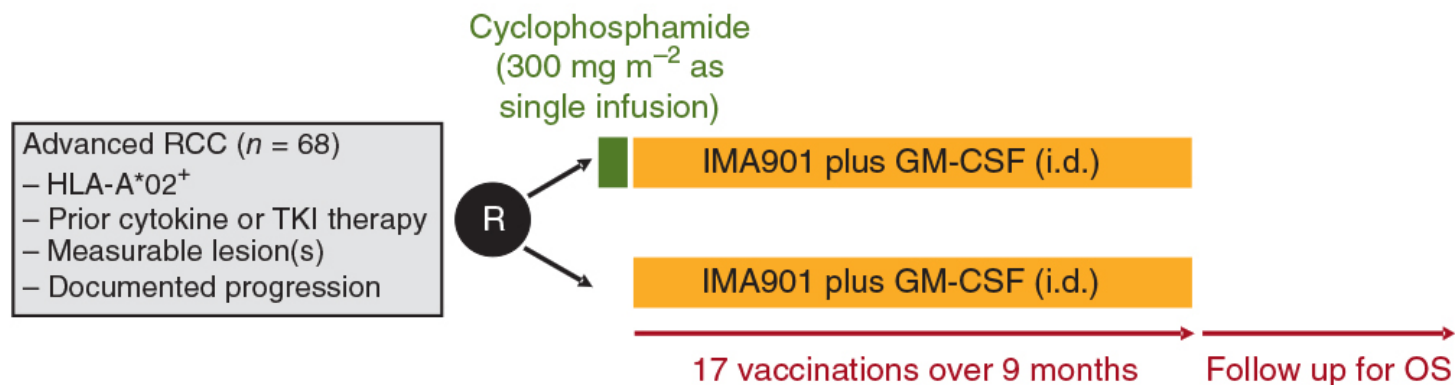 Cyclophosphamide
(300 mg m⁻² as
single infusion)
Advanced RCC (n = 68)
– HLA-A*02⁺
– Prior cytokine or TKI therapy
– Measurable lesion(s)
– Documented progression
R
IMA901 plus GM-CSF (i.d.)
IMA901 plus GM-CSF (i.d.)
17 vaccinations over 9 months
Follow up for OS